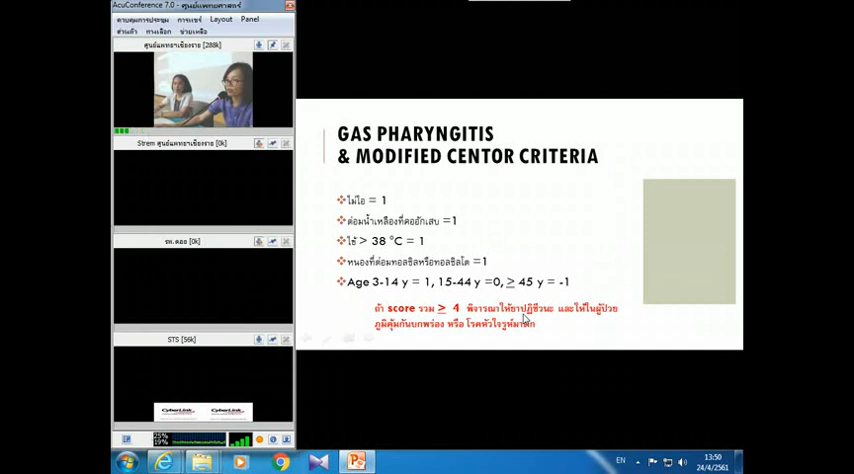 AcuConference 7.0 - ศูนย์แพทยศาสตร์
ควบคุมการประชุม การแชร์ Layout Panel
ส่วนตัว ทางเลือก ช่วยเหลือ
ศูนย์แพทยฯเชียงราย [288k]
Strem ศูนย์แพทยฯเชียงราย [0k]
รพ.ดอย [0k]
STS [56k]
CyberLink CyberLink
25%
19%
GAS PHARYNGITIS
& MODIFIED CENTOR CRITERIA
ไม่ไอ = 1
ต่อมน้ำเหลืองที่คออักเสบ =1
ไข้ > 38 °C = 1
หนองที่ต่อมทอลซิลหรือทอลซิลโต =1
Age 3-14 y = 1, 15-44 y =0, ≥ 45 y = -1
ถ้า score รวม ≥ 4 พิจารณาให้ยาปฏิชีวนะ และให้ในผู้ป่วย
ภูมิคุ้มกันบกพร่อง หรือ โรคหัวใจรูห์มาติก
EN
13:50
24/4/2561